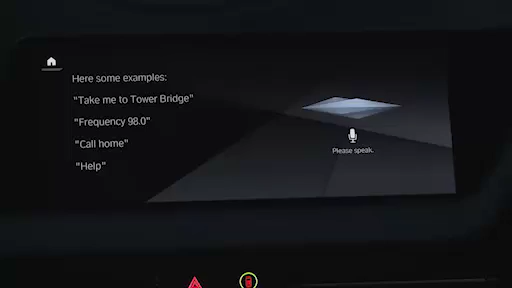 Here some examples:
"Take me to Tower Bridge"
"Frequency 98.0"
"Call home"
"Help"
Please speak.